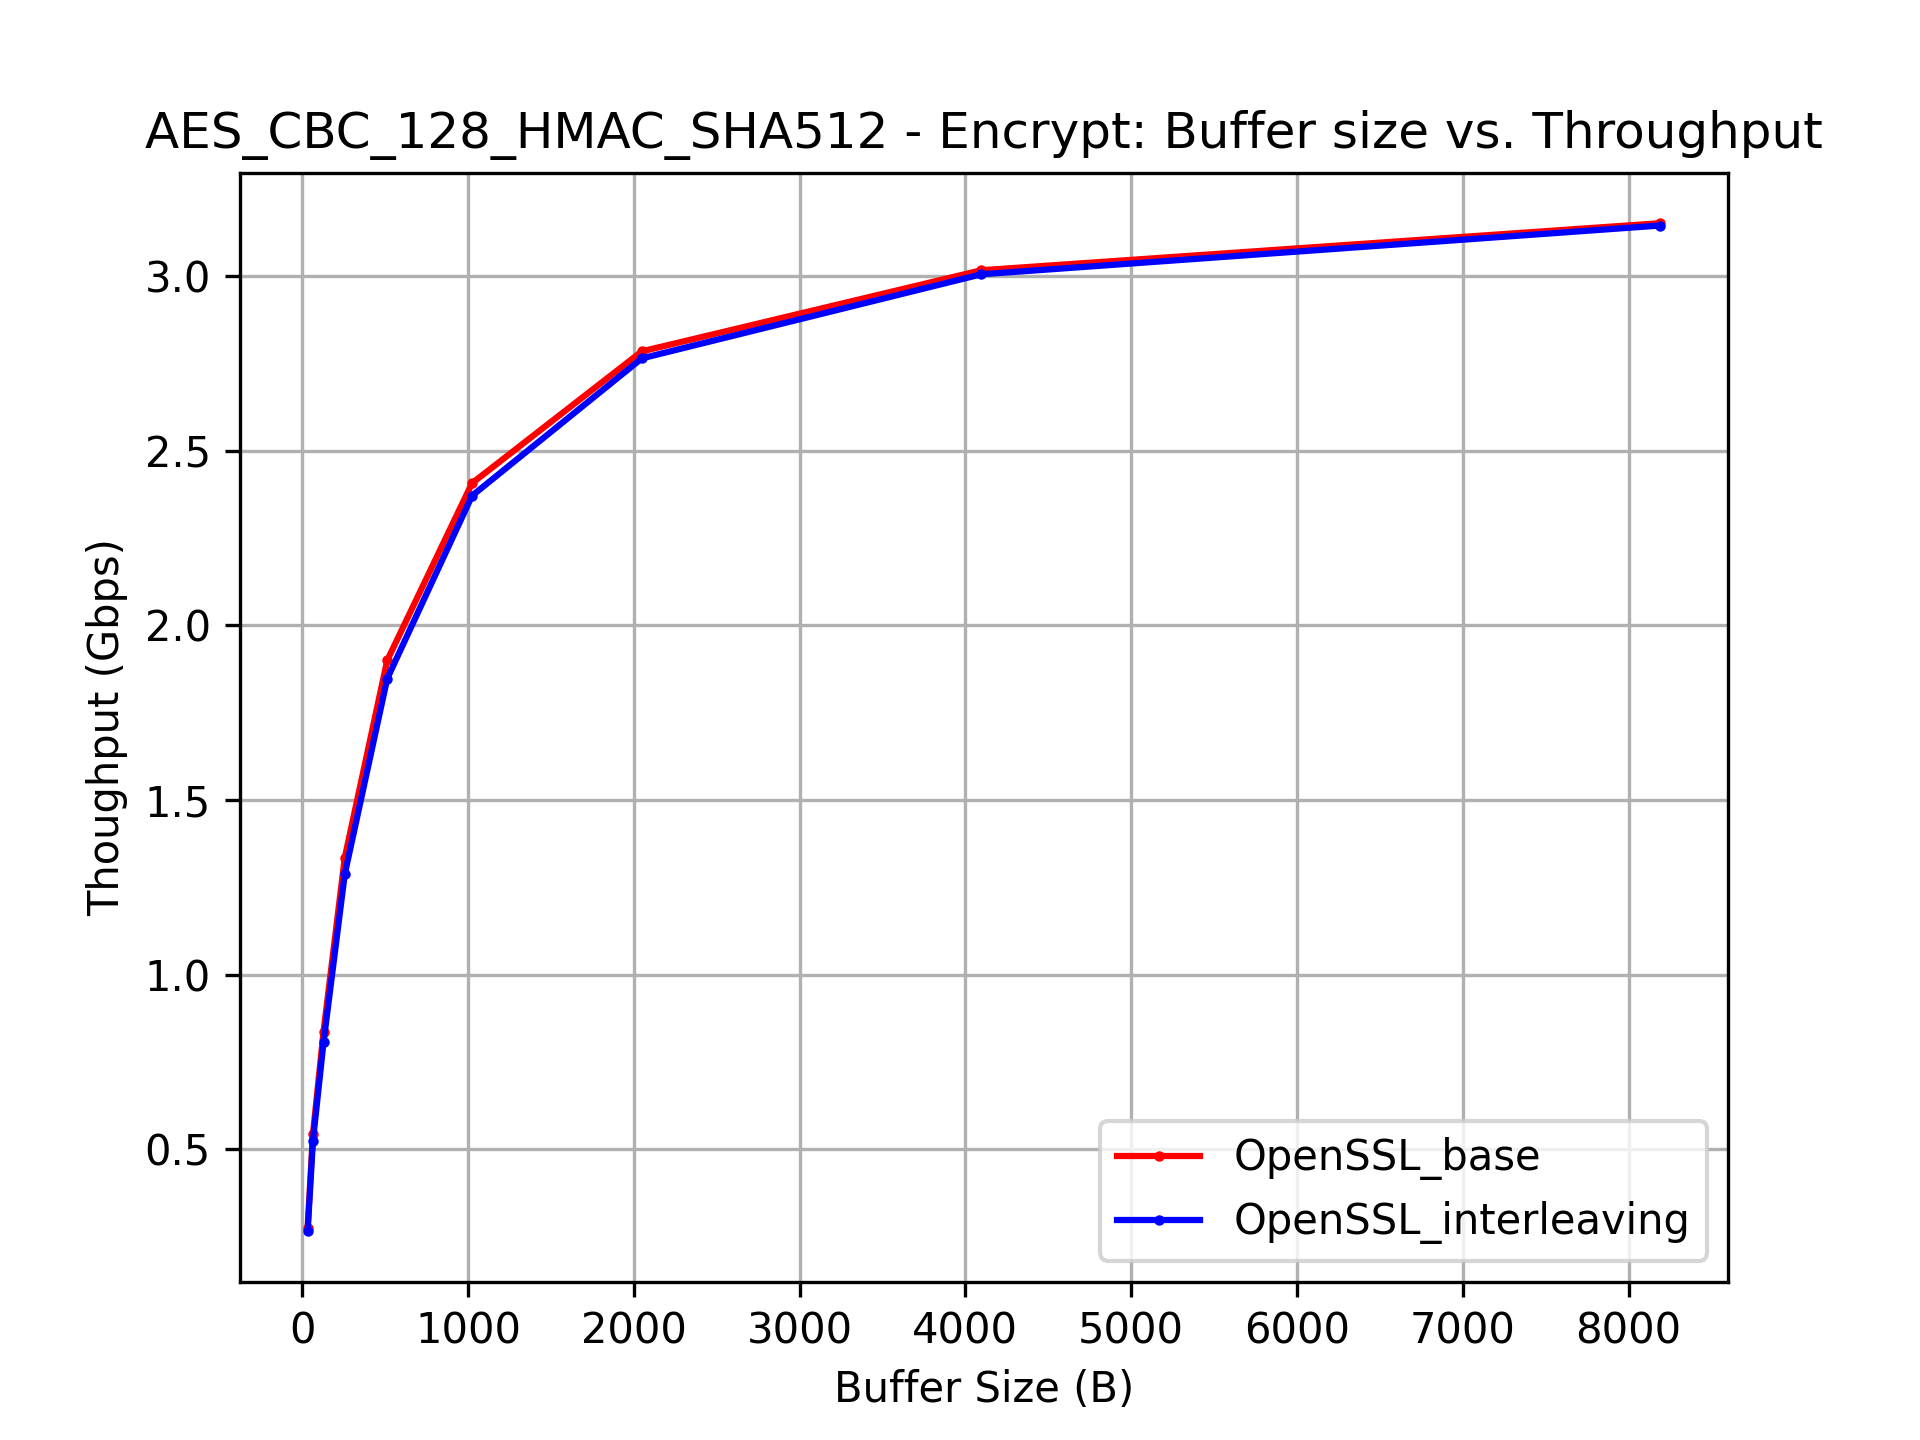 AES_CBC_128_HMAC_SHA512 - Encrypt: Buffer size vs. Throughput
Thoughput (Gbps)
3.0
2.5
2.0
1.5
1.0
0.5
OpenSSL_base
OpenSSL_interleaving
0 1000 2000 3000 4000 5000 6000 7000 8000
Buffer Size (B)